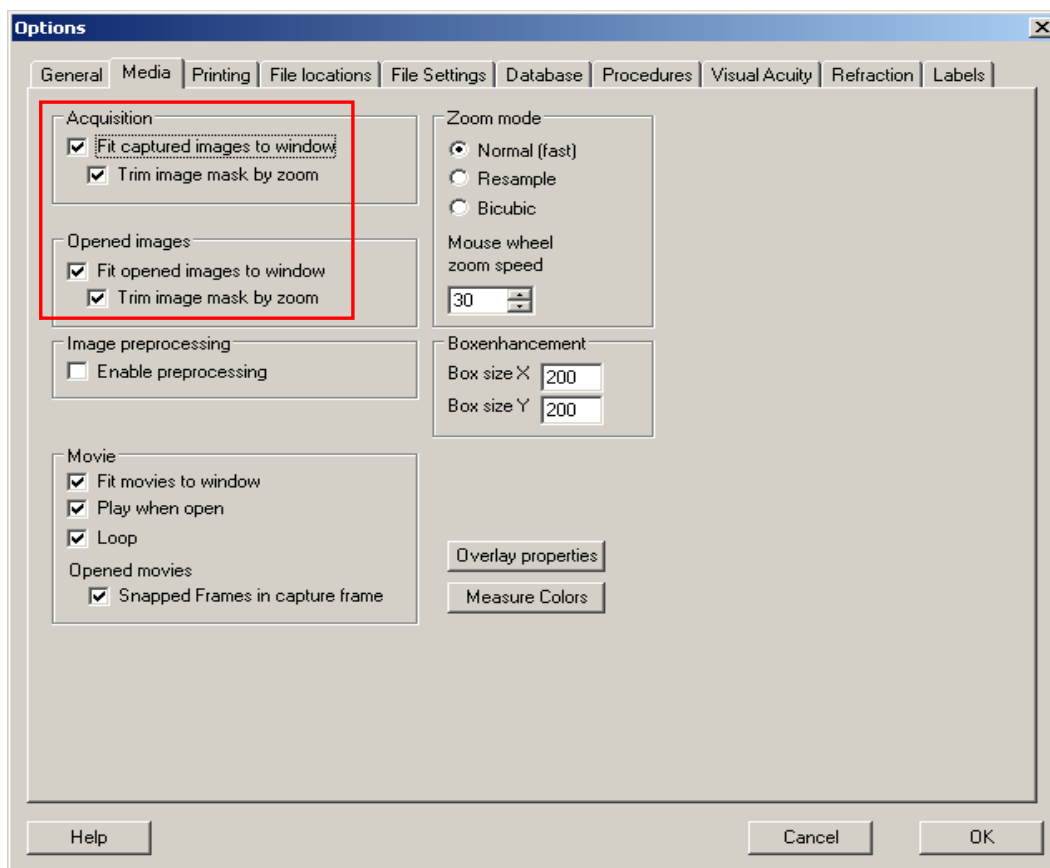 Options
General Media Printing File locations File Settings Database Procedures Visual Acuity Refraction Labels
Acquisition
Fit captured images to window
Trim image mask by zoom
Opened images
Fit opened images to window
Trim image mask by zoom
Image preprocessing
Enable preprocessing
Movie
Fit movies to window
Play when open
Loop
Opened movies
Snapped Frames in capture frame
Zoom mode
Normal (fast)
Resample
Bicubic
Mouse wheel
zoom speed
30
Boxenhancement
Box size X 200
Box size Y 200
Overlay properties
Measure Colors
Help Cancel OK